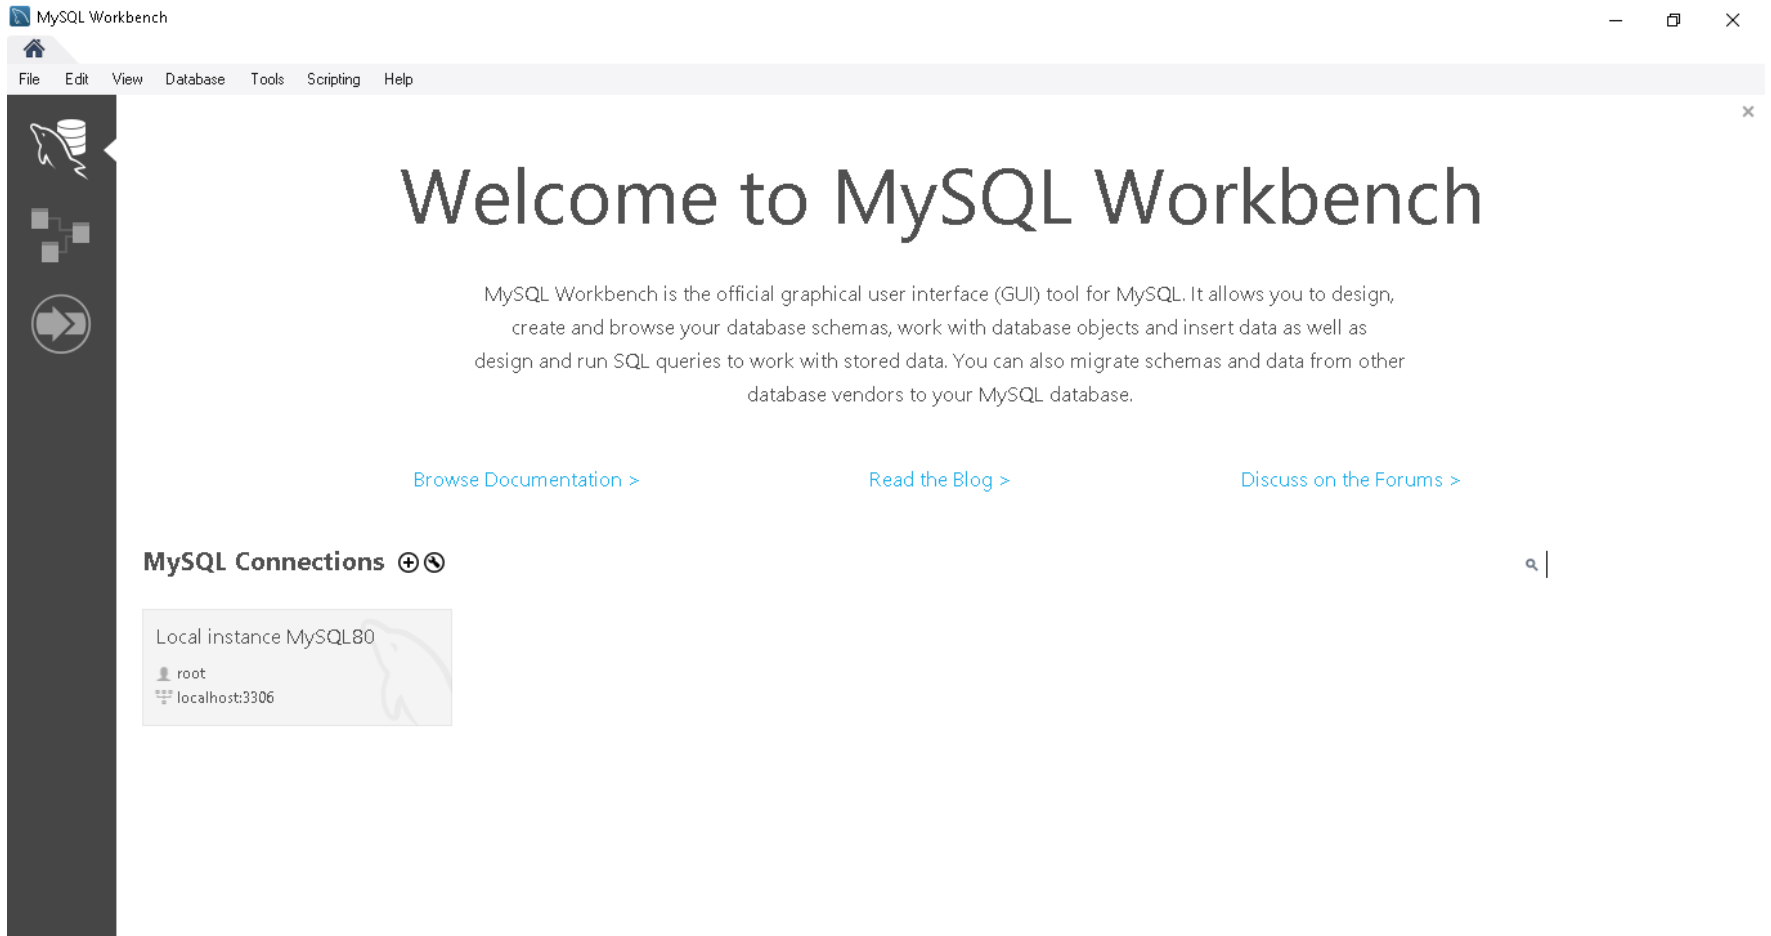 MySQL Workbench
File Edit View Database Tools Scripting Help
Welcome to MySQL Workbench
MySQL Workbench is the official graphical user interface (GUI) tool for MySQL. It allows you to design,
create and browse your database schemas, work with database objects and insert data as well as
design and run SQL queries to work with stored data. You can also migrate schemas and data from other
database vendors to your MySQL database.
Browse Documentation > Read the Blog > Discuss on the Forums >
MySQL Connections
Local instance MySQL80
root
localhost:3306